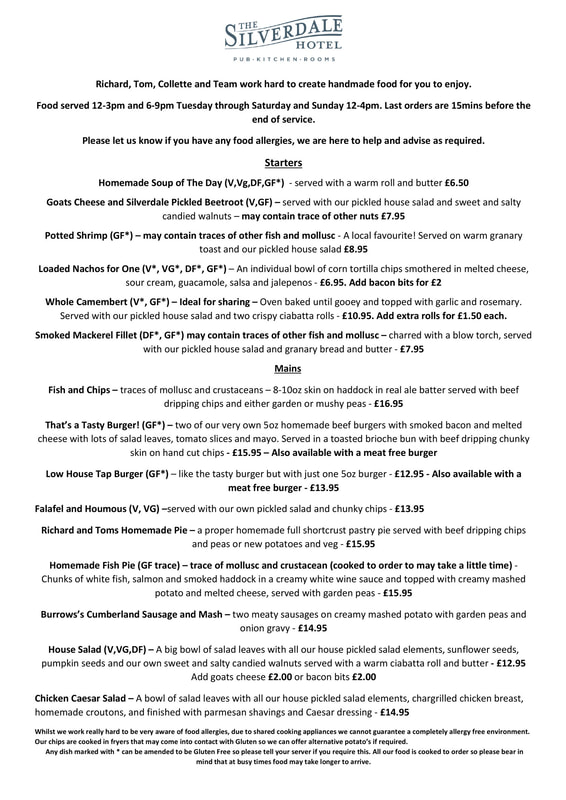 THE
SILVERDALE
HOTEL
PUB·KITCHEN·ROOMS
Richard, Tom, Collette and Team work hard to create handmade food for you to enjoy.
Food served 12-3pm and 6-9pm Tuesday through Saturday and Sunday 12-4pm. Last orders are 15mins before the
end of service.
Please let us know if you have any food allergies, we are here to help and advise as required.
Starters
Homemade Soup of The Day (V,Vg,DF,GF*) - served with a warm roll and butter £6.50
Goats Cheese and Silverdale Pickled Beetroot (V,GF) – served with our pickled house salad and sweet and salty
candied walnuts – may contain trace of other nuts £7.95
Potted Shrimp (GF*) – may contain traces of other fish and mollusc - A local favourite! Served on warm granary
toast and our pickled house salad £8.95
Loaded Nachos for One (V*, VG*, DF*, GF*) – An individual bowl of corn tortilla chips smothered in melted cheese,
sour cream, guacamole, salsa and jalepenos - £6.95. Add bacon bits for £2
Whole Camembert (V*, GF*) – Ideal for sharing – Oven baked until gooey and topped with garlic and rosemary.
Served with our pickled house salad and two crispy ciabatta rolls - £10.95. Add extra rolls for £1.50 each.
Smoked Mackerel Fillet (DF*, GF*) may contain traces of other fish and mollusc – charred with a blow torch, served
with our pickled house salad and granary bread and butter - £7.95
Mains
Fish and Chips – traces of mollusc and crustaceans – 8-10oz skin on haddock in real ale batter served with beef
dripping chips and either garden or mushy peas - £16.95
That's a Tasty Burger! (GF*) – two of our very own 5oz homemade beef burgers with smoked bacon and melted
cheese with lots of salad leaves, tomato slices and mayo. Served in a toasted brioche bun with beef dripping chunky
skin on hand cut chips - £15.95 – Also available with a meat free burger
Low House Tap Burger (GF*) – like the tasty burger but with just one 5oz burger - £12.95 - Also available with a
meat free burger - £13.95
Falafel and Houmous (V, VG) –served with our own pickled salad and chunky chips - £13.95
Richard and Toms Homemade Pie – a proper homemade full shortcrust pastry pie served with beef dripping chips
and peas or new potatoes and veg - £15.95
Homemade Fish Pie (GF trace) – trace of mollusc and crustacean (cooked to order to may take a little time) -
Chunks of white fish, salmon and smoked haddock in a creamy white wine sauce and topped with creamy mashed
potato and melted cheese, served with garden peas - £15.95
Burrows's Cumberland Sausage and Mash – two meaty sausages on creamy mashed potato with garden peas and
onion gravy - £14.95
House Salad (V,VG,DF) – A big bowl of salad leaves with all our house pickled salad elements, sunflower seeds,
pumpkin seeds and our own sweet and salty candied walnuts served with a warm ciabatta roll and butter - £12.95
Add goats cheese £2.00 or bacon bits £2.00
Chicken Caesar Salad – A bowl of salad leaves with all our house pickled salad elements, chargrilled chicken breast,
homemade croutons, and finished with parmesan shavings and Caesar dressing - £14.95
Whilst we work really hard to be very aware of food allergies, due to shared cooking appliances we cannot guarantee a completely allergy free environment.
Our chips are cooked in fryers that may come into contact with Gluten so we can offer alternative potato's if required.
Any dish marked with * can be amended to be Gluten Free so please tell your server if you require this. All our food is cooked to order so please bear in
mind that at busy times food may take longer to arrive.